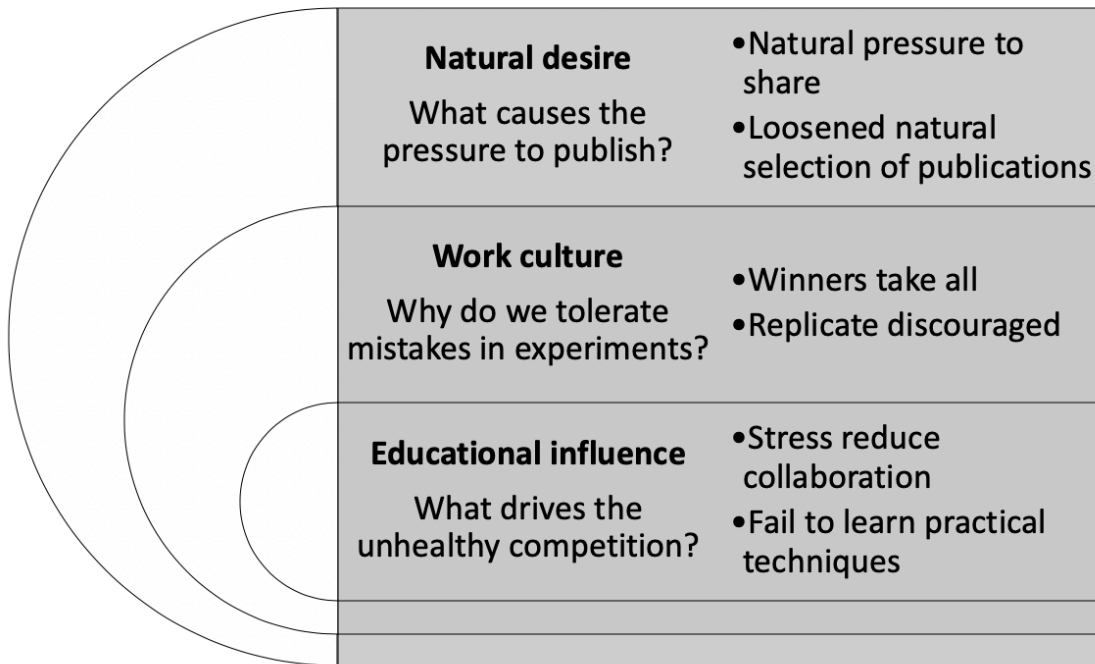 Natural desire
What causes the
pressure to publish?
•Natural pressure to
share
•Loosened natural
selection of publications
Work culture
Why do we tolerate
mistakes in experiments?
•Winners take all
•Replicate discouraged
Educational influence
What drives the
unhealthy competition?
•Stress reduce
collaboration
•Fail to learn practical
techniques